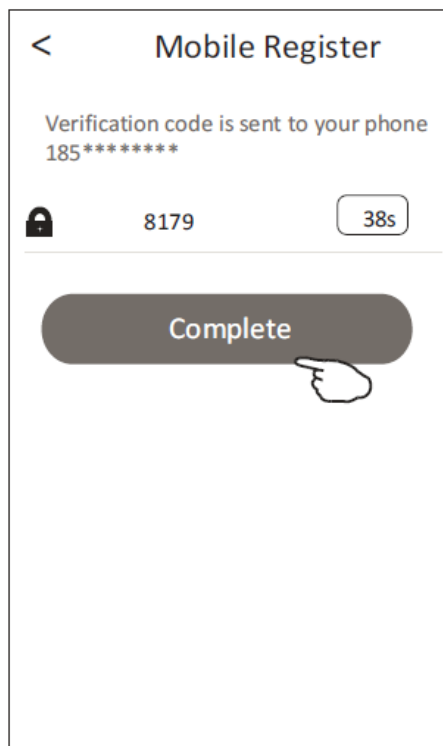 < Mobile Register
Verification code is sent to your phone
185********
8179 38s
Complete